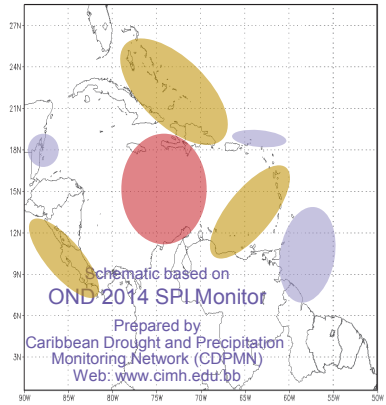 27N
24N
21N
18N
15N
12N
9N
6N
3N
Schematic based on
OND 2014 SPI Monitor
Prepared by
Caribbean Drought and Precipitation
Monitoring Network (CDPMN)
Web: www.cimh.edu.bb
90W 85W 80W 75W 70W 65W 60W 55W 50W